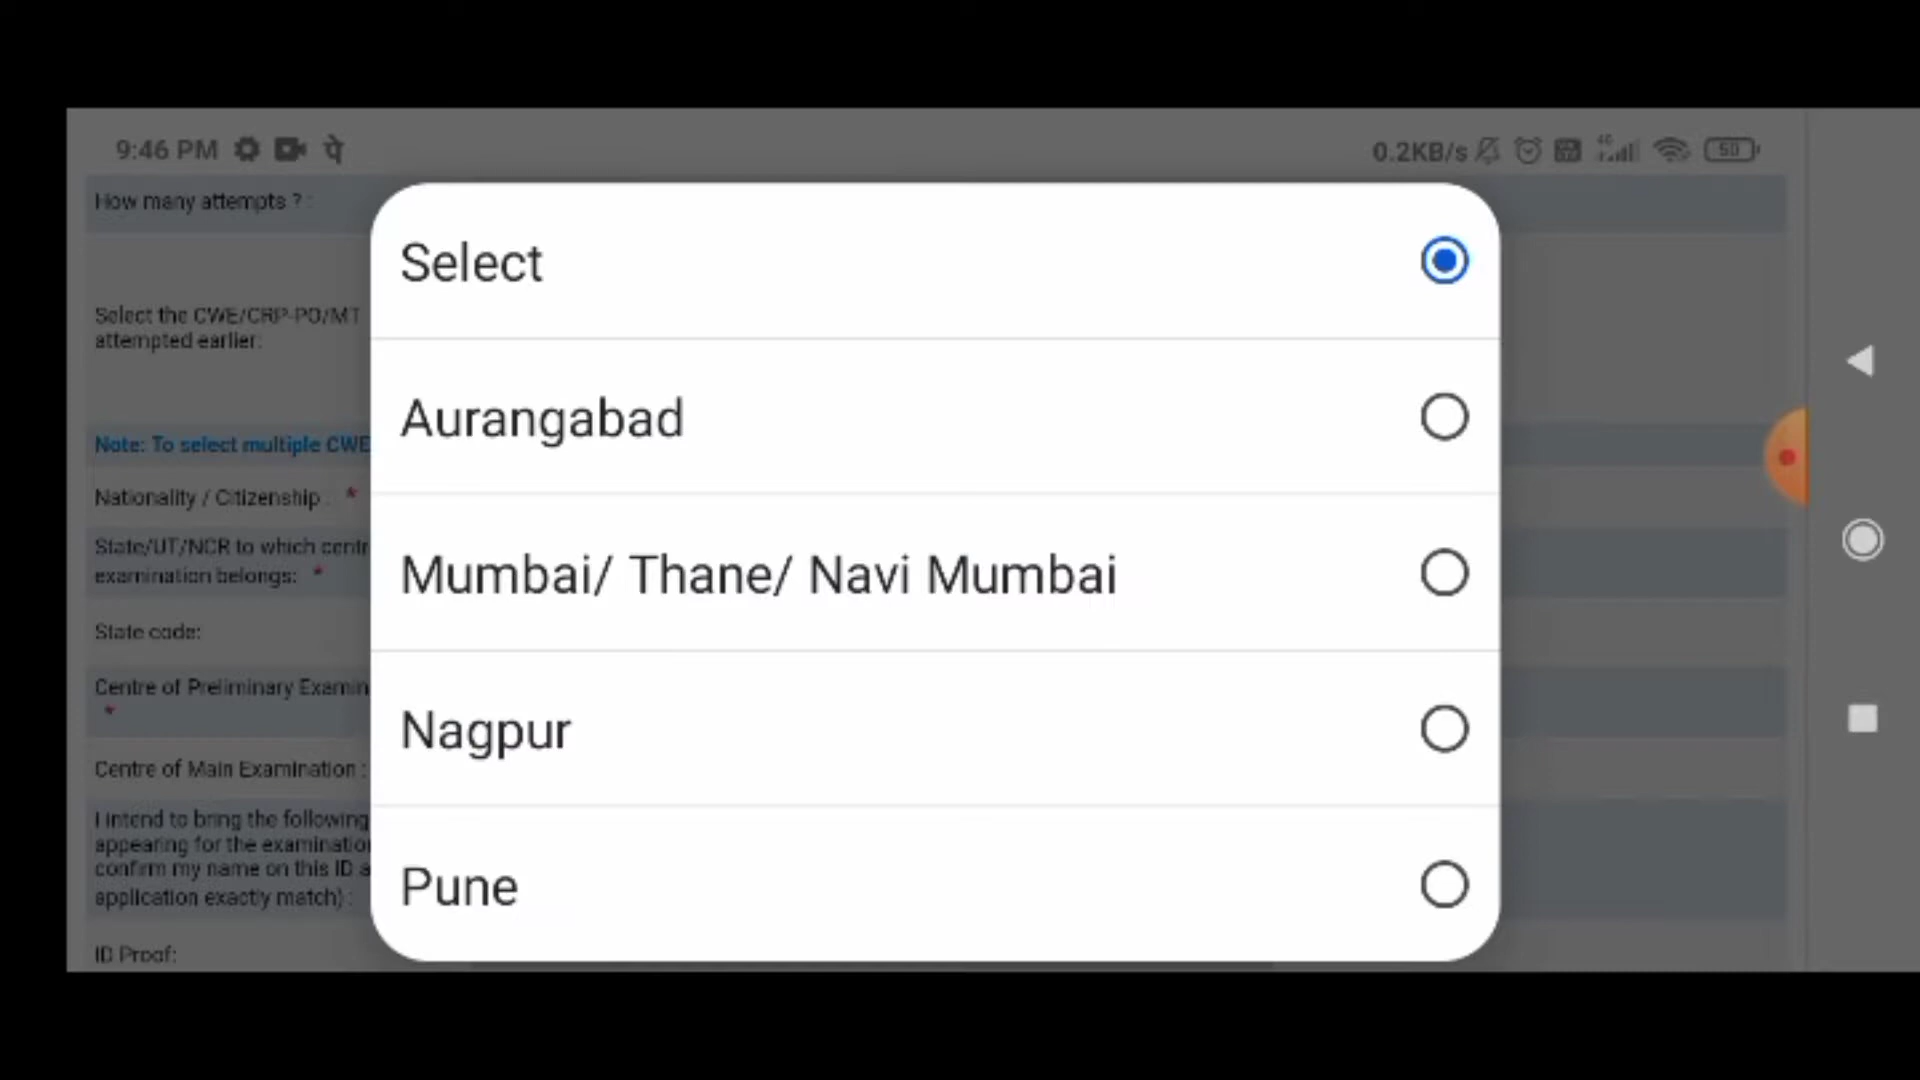 9:46 PM पे 0.2KB/s 4G 50
How many attempts ? :
Select the CWE/CRP-PO/MT
attempted earlier:
Note: To select multiple CWE
Nationality / Citizenship : *
State/UT/NCR to which centr
examination belongs: *
State code:
Centre of Preliminary Examin
*
Centre of Main Examination :
I intend to bring the following
appearing for the examination
confirm my name on this ID a
application exactly match) :
ID Proof:
Select
Aurangabad
Mumbai/ Thane/ Navi Mumbai
Nagpur
Pune